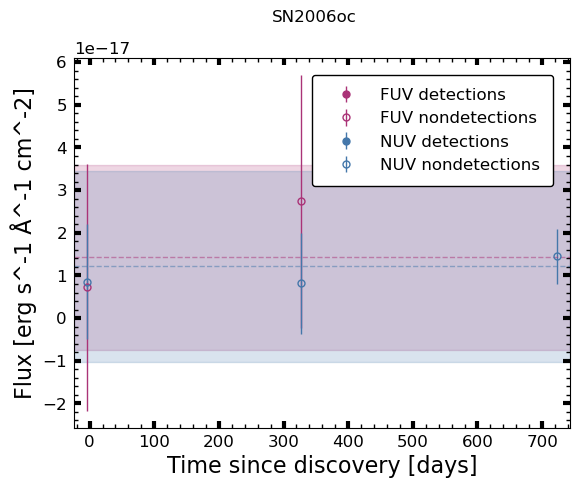 SN2006oc
1e−17
6
5
4
3
2
1
0
−1
−2
Flux [erg s^-1 Å^-1 cm^-2]
FUV detections
FUV nondetections
NUV detections
NUV nondetections
0 100 200 300 400 500 600 700
Time since discovery [days]